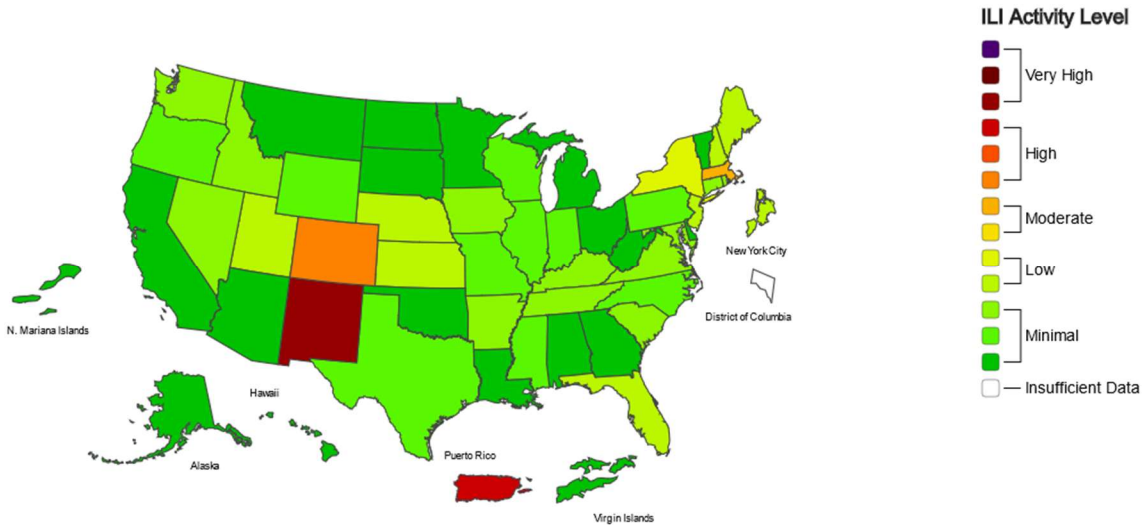 ILI Activity Level
Very High
High
Moderate
Low
Minimal
Insufficient Data
New York City
District of Columbia
N. Mariana Islands
Hawaii
Alaska
Puerto Rico
Virgin Islands